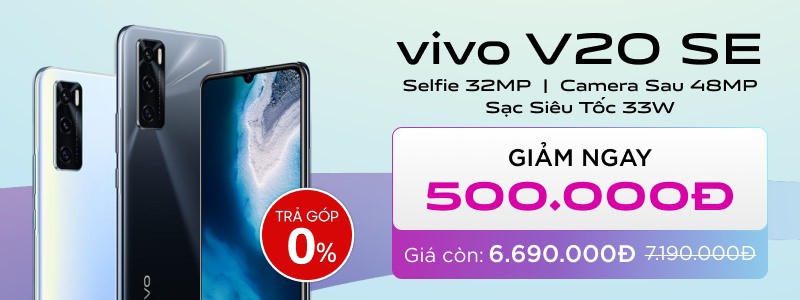 vivo V20 SE
Selfie 32MP | Camera Sau 48MP
Sạc Siêu Tốc 33W
GIẢM NGAY
500.000Đ
Giá còn: 6.690.000Đ 7.190.000Đ
TRẢ GÓP
0%
VO